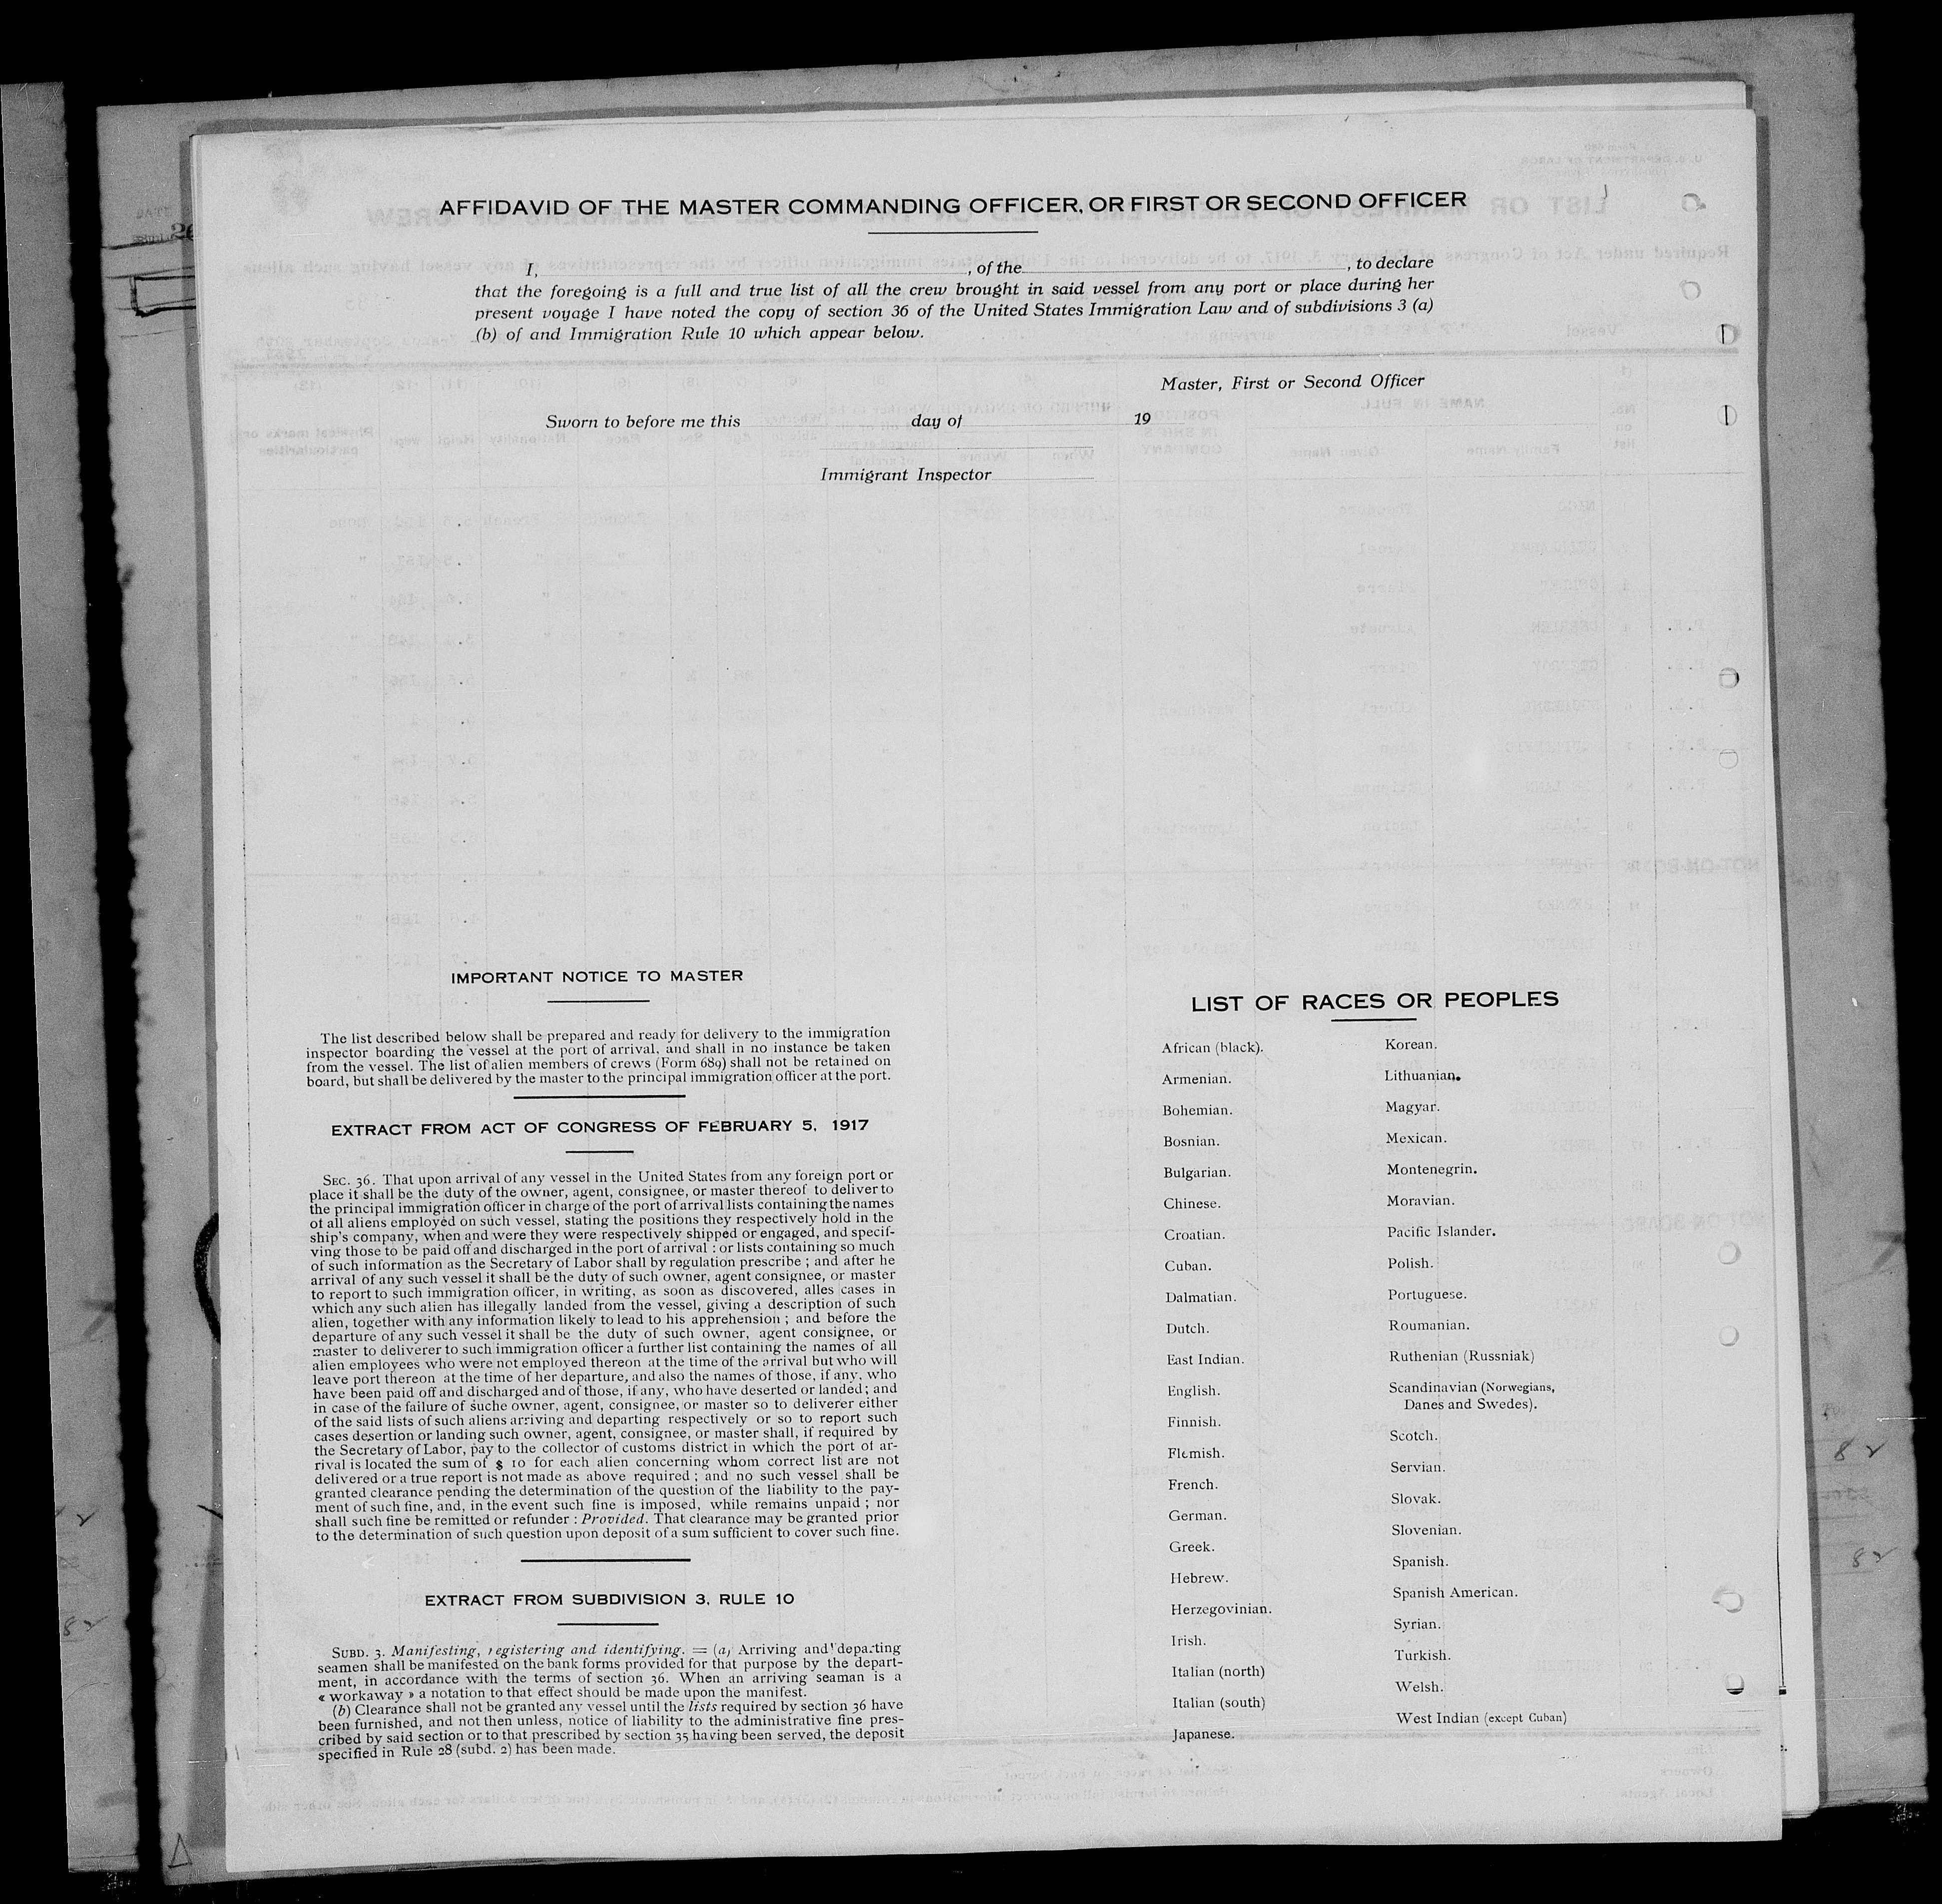 AFFIDAVID OF THE MASTER COMMANDING OFFICER, OR FIRST OR SECOND OFFICER
I, , of the , to declare
that the foregoing is a full and true list of all the crew brought in said vessel from any port or place during her
present voyage I have noted the copy of section 36 of the United States Immigration Law and of subdivisions 3 (a)
(b) of and Immigration Rule 10 which appear below.
Master, First or Second Officer
Sworn to before me this day of 19
Immigrant Inspector
IMPORTANT NOTICE TO MASTER
The list described below shall be prepared and ready for delivery to the immigration
inspector boarding the vessel at the port of arrival, and shall in no instance be taken
from the vessel. The list of alien members of crews (Form 689) shall not be retained on
board, but shall be delivered by the master to the principal immigration officer at the port.
EXTRACT FROM ACT OF CONGRESS OF FEBRUARY 5, 1917
SEC. 36. That upon arrival of any vessel in the United States from any foreign port or
place it shall be the duty of the owner, agent, consignee, or master thereof to deliver to
the principal immigration officer in charge of the port of arrival lists containing the names
of all aliens employed on such vessel, stating the positions they respectively hold in the
ship's company, when and were they were respectively shipped or engaged, and specif-
ving those to be paid off and discharged in the port of arrival : or lists containing so much
of such information as the Secretary of Labor shall by regulation prescribe ; and after he
arrival of any such vessel it shall be the duty of such owner, agent consignee, or master
to report to such immigration officer, in writing, as soon as discovered, alles cases in
which any such alien has illegally landed from the vessel, giving a description of such
alien, together with any information likely to lead to his apprehension ; and before the
departure of any such vessel it shall be the duty of such owner, agent consignee, or
master to deliverer to such immigration officer a further list containing the names of all
alien employees who were not employed thereon at the time of the arrival but who will
leave port thereon at the time of her departure, and also the names of those, if any, who
have been paid off and discharged and of those, if any, who have deserted or landed ; and
in case of the failure of suche owner, agent, consignee, or master so to deliverer either
of the said lists of such aliens arriving and departing respectively or so to report such
cases desertion or landing such owner, agent, consignee, or master shall, if required by
the Secretary of Labor, pay to the collector of customs district in which the port of ar-
rival is located the sum of $ 10 for each alien concerning whom correct list are not
delivered or a true report is not made as above required ; and no such vessel shall be
granted clearance pending the determination of the question of the liability to the pay-
ment of such fine, and, in the event such fine is imposed, while remains unpaid ; nor
shall such fine be remitted or refunder : Provided. That clearance may be granted prior
to the determination of such question upon deposit of a sum sufficient to cover such fine.
EXTRACT FROM SUBDIVISION 3, RULE 10
SUBD. 3. Manifesting, registering and identifying. = (a) Arriving and departing
seamen shall be manifested on the bank forms provided for that purpose by the depart-
ment, in accordance with the terms of section 36. When an arriving seaman is a
« workaway » a notation to that effect should be made upon the manifest.
(b) Clearance shall not be granted any vessel until the lists required by section 36 have
been furnished, and not then unless, notice of liability to the administrative fine pres-
cribed by said section or to that prescribed by section 35 having been served, the deposit
specified in Rule 28 (subd. 2) has been made.
LIST OF RACES OR PEOPLES
African (black).
Armenian.
Bohemian.
Bosnian.
Bulgarian.
Chinese.
Croatian.
Cuban.
Dalmatian.
Dutch.
East Indian.
English.
Finnish.
Flemish.
French.
German.
Greek.
Hebrew.
Herzegovinian.
Irish.
Italian (north)
Italian (south)
Japanese.
Korean.
Lithuanian.
Magyar.
Mexican.
Montenegrin.
Moravian.
Pacific Islander.
Polish.
Portuguese.
Roumanian.
Ruthenian (Russniak)
Scandinavian (Norwegians,
Danes and Swedes).
Scotch.
Servian.
Slovak.
Slovenian.
Spanish.
Spanish American.
Syrian.
Turkish.
Welsh.
West Indian (except Cuban)